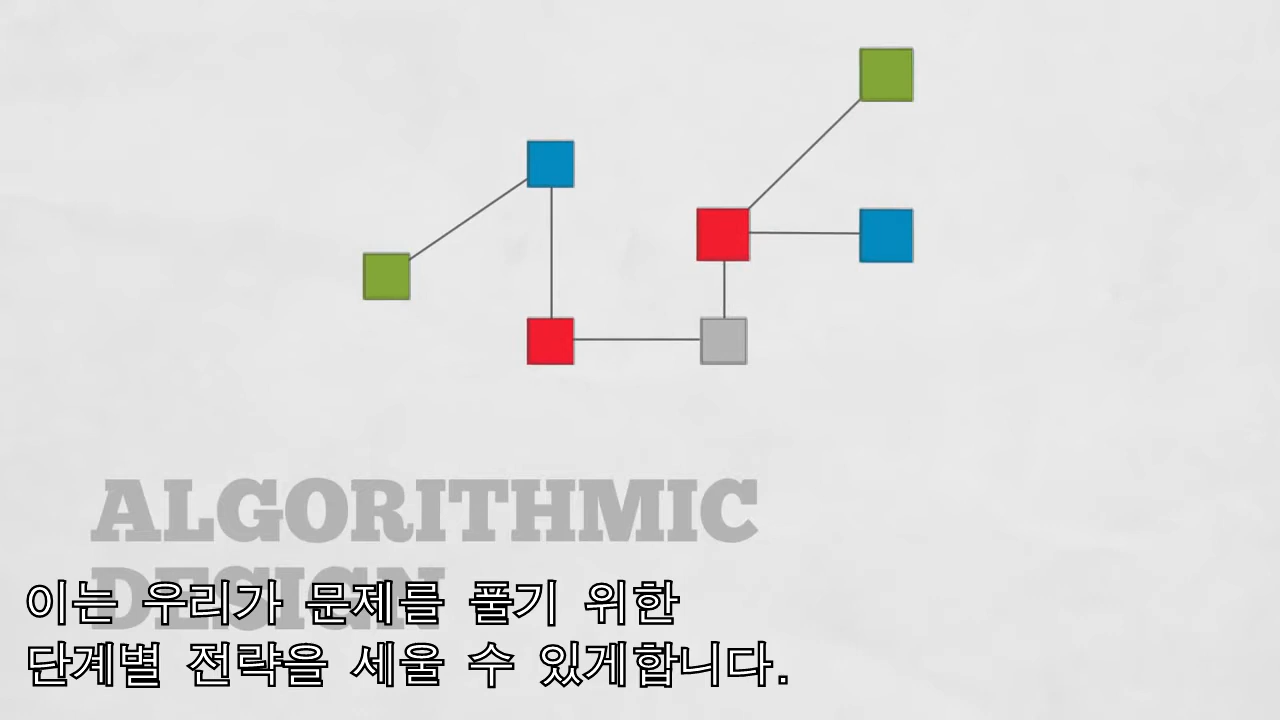 ALGORITHMIC
DESIGN
이는 우리가 문제를 풀기 위한
단계별 전략을 세울 수 있게합니다.